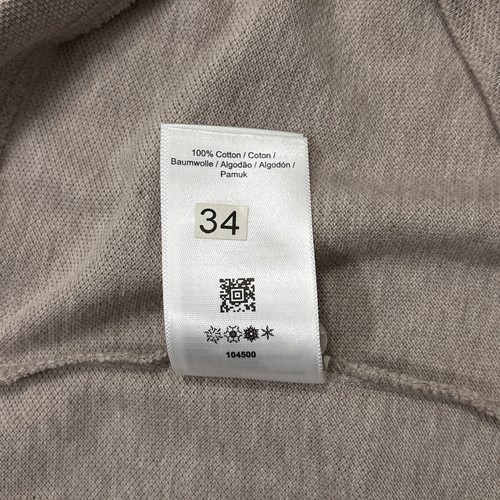 100% Cotton / Coton /
Baumwolle / Algodão / Algodón /
Pamuk
34
104500